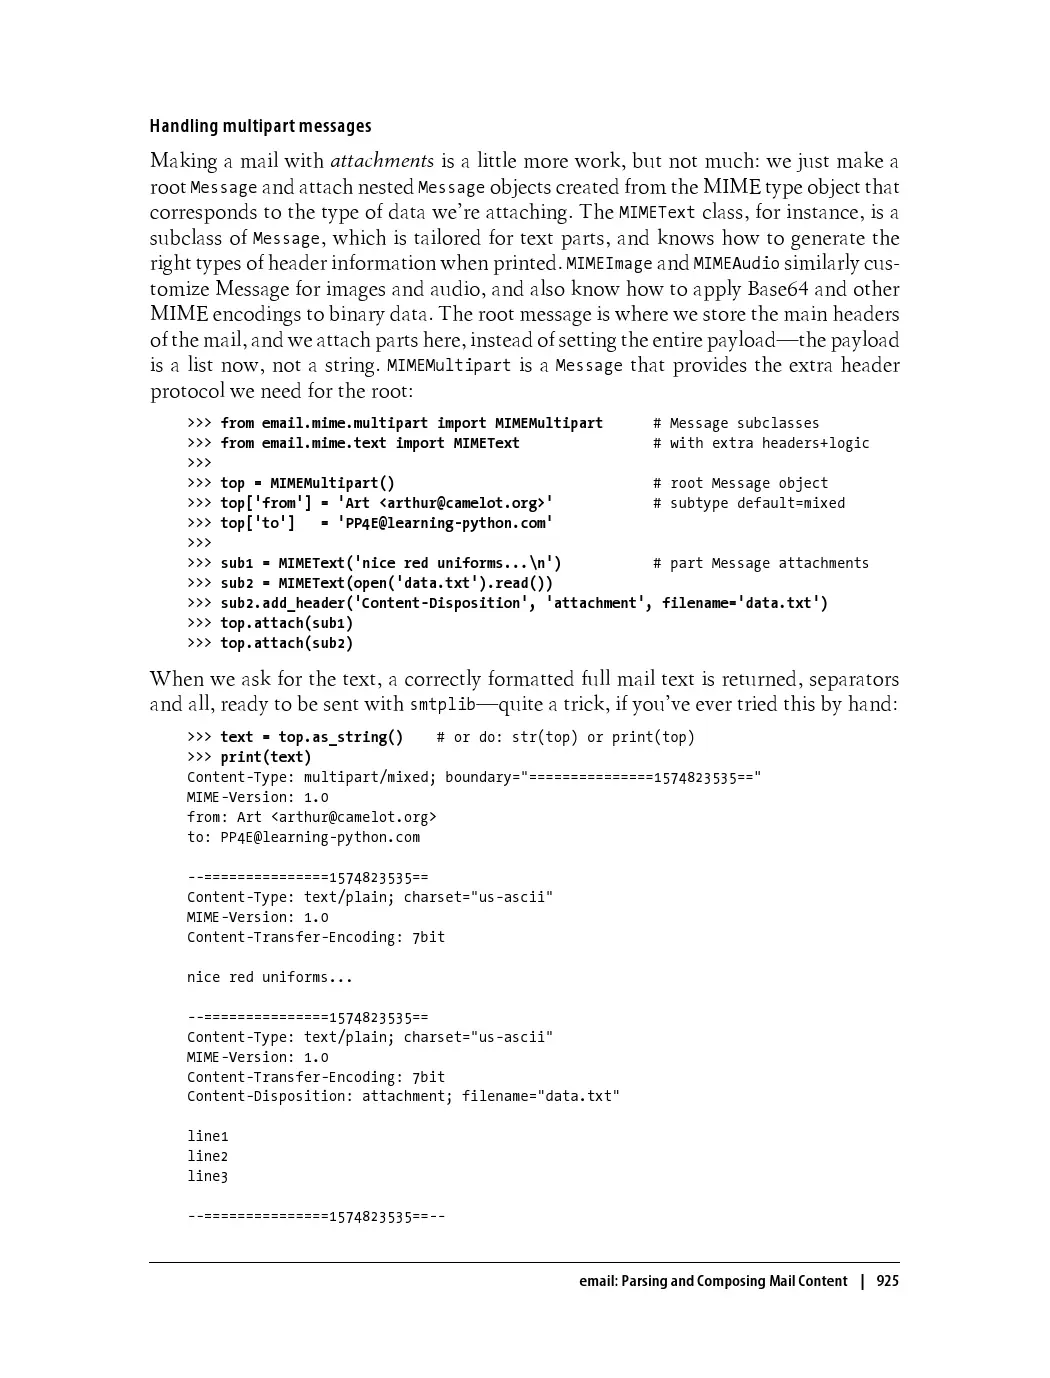 Handling multipart messages
Making a mail with attachments is a little more work, but not much: we just make a
root Message and attach nested Message objects created from the MIME type object that
corresponds to the type of data we’re attaching. The MIMEText class, for instance, is a
subclass of Message, which is tailored for text parts, and knows how to generate the
right types of header information when printed. MIMEImage and MIMEAudio similarly cus-
tomize Message for images and audio, and also know how to apply Base64 and other
MIME encodings to binary data. The root message is where we store the main headers
of the mail, and we attach parts here, instead of setting the entire payload—the payload
is a list now, not a string. MIMEMultipart is a Message that provides the extra header
protocol we need for the root:
>>> from email.mime.multipart import MIMEMultipart      # Message subclasses
>>> from email.mime.text import MIMEText                # with extra headers+logic
>>>
>>> top = MIMEMultipart()                               # root Message object
>>> top['from'] = 'Art <arthur@camelot.org>'            # subtype default=mixed
>>> top['to']   = 'PP4E@learning-python.com'
>>>
>>> sub1 = MIMEText('nice red uniforms...\n')           # part Message attachments
>>> sub2 = MIMEText(open('data.txt').read())
>>> sub2.add_header('Content-Disposition', 'attachment', filename='data.txt')
>>> top.attach(sub1)
>>> top.attach(sub2)
When we ask for the text, a correctly formatted full mail text is returned, separators
and all, ready to be sent with smtplib—quite a trick, if you’ve ever tried this by hand:
>>> text = top.as_string()    # or do: str(top) or print(top)
>>> print(text)
Content-Type: multipart/mixed; boundary="===============1574823535=="
MIME-Version: 1.0
from: Art <arthur@camelot.org>
to: PP4E@learning-python.com
--===============1574823535==
Content-Type: text/plain; charset="us-ascii"
MIME-Version: 1.0
Content-Transfer-Encoding: 7bit
nice red uniforms...
--===============1574823535==
Content-Type: text/plain; charset="us-ascii"
MIME-Version: 1.0
Content-Transfer-Encoding: 7bit
Content-Disposition: attachment; filename="data.txt"
line1
line2
line3
--===============1574823535==--
email: Parsing and Composing Mail Content | 925